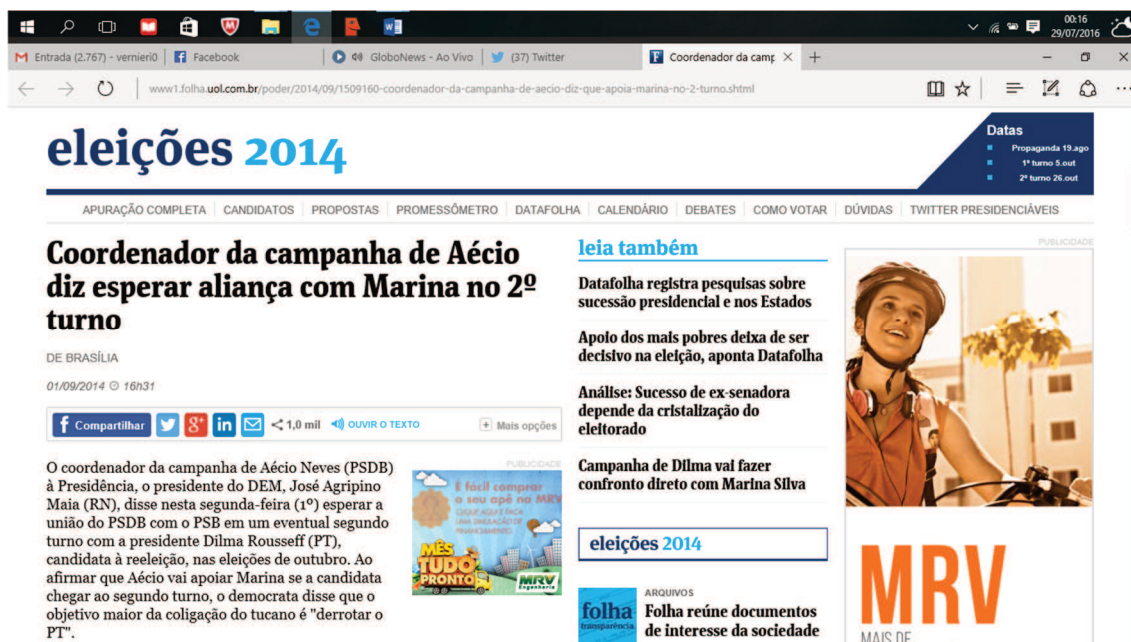 00:16
29/07/2016
Entrada (2.767) - vernieri0
Facebook
GloboNews - Ao Vivo
(37) Twitter
Coordenador da camp
www1.folha.uol.com.br/poder/2014/09/1509160-coordenador-da-campanha-de-aecio-diz-que-apoia-marina-no-2-turno.shtml
eleições 2014
Datas
Propaganda 19.ago
1º turno 5.out
2º turno 26.out
APURAÇÃO COMPLETA CANDIDATOS PROPOSTAS PROMESSÔMETRO DATAFOLHA CALENDÁRIO DEBATES COMO VOTAR DÚVIDAS TWITTER PRESIDENCIÁVEIS
Coordenador da campanha de Aécio
diz esperar aliança com Marina no 2º
turno
DE BRASÍLIA
01/09/2014 16h31
Compartilhar 1,0 mil OUVIR O TEXTO Mais opções
O coordenador da campanha de Aécio Neves (PSDB)
à Presidência, o presidente do DEM, José Agripino
Maia (RN), disse nesta segunda-feira (1º) esperar a
união do PSDB com o PSB em um eventual segundo
turno com a presidente Dilma Rousseff (PT),
candidata à reeleição, nas eleições de outubro. Ao
afirmar que Aécio vai apoiar Marina se a candidata
chegar ao segundo turno, o democrata disse que o
objetivo maior da coligação do tucano é "derrotar o
PT".
PUBLICIDADE
É fácil comprar
o seu apê na MRV
CLIQUE AQUI E FAÇA
UMA SIMULAÇÃO DE
FINANCIAMENTO
MÊS
TUDO
PRONTO
MRV
Engenharia
leia também
Datafolha registra pesquisas sobre
sucessão presidencial e nos Estados
Apoio dos mais pobres deixa de ser
decisivo na eleição, aponta Datafolha
Análise: Sucesso de ex-senadora
depende da cristalização do
eleitorado
Campanha de Dilma vai fazer
confronto direto com Marina Silva
eleições 2014
folha
transparência
ARQUIVOS
Folha reúne documentos
de interesse da sociedade
PUBLICIDADE
MRV
MAIS DE